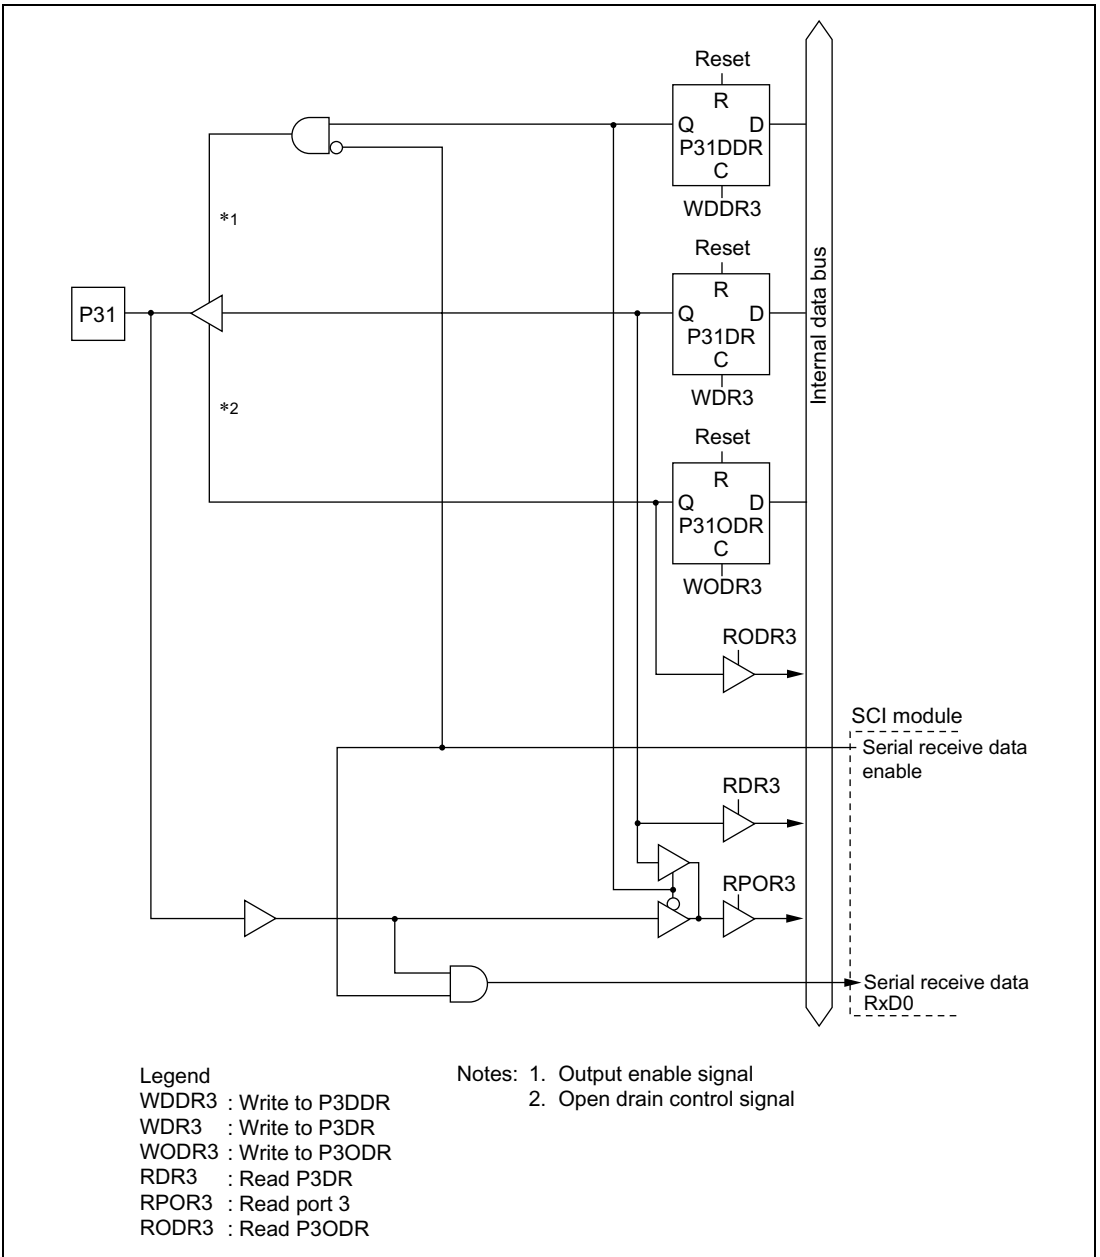 Reset
R
Q D
P31DDR
C
WDDR3
*1
Reset
R
P31
Q D
P31DR
C
WDR3
Internal data bus
*2
Reset
R
Q D
P31ODR
C
WODR3
RODR3
SCI module
Serial receive data
enable
RDR3
RPOR3
Serial receive data
RxD0
Legend
WDDR3 : Write to P3DDR
WDR3 : Write to P3DR
WODR3 : Write to P3ODR
RDR3 : Read P3DR
RPOR3 : Read port 3
RODR3 : Read P3ODR
Notes: 1. Output enable signal
2. Open drain control signal